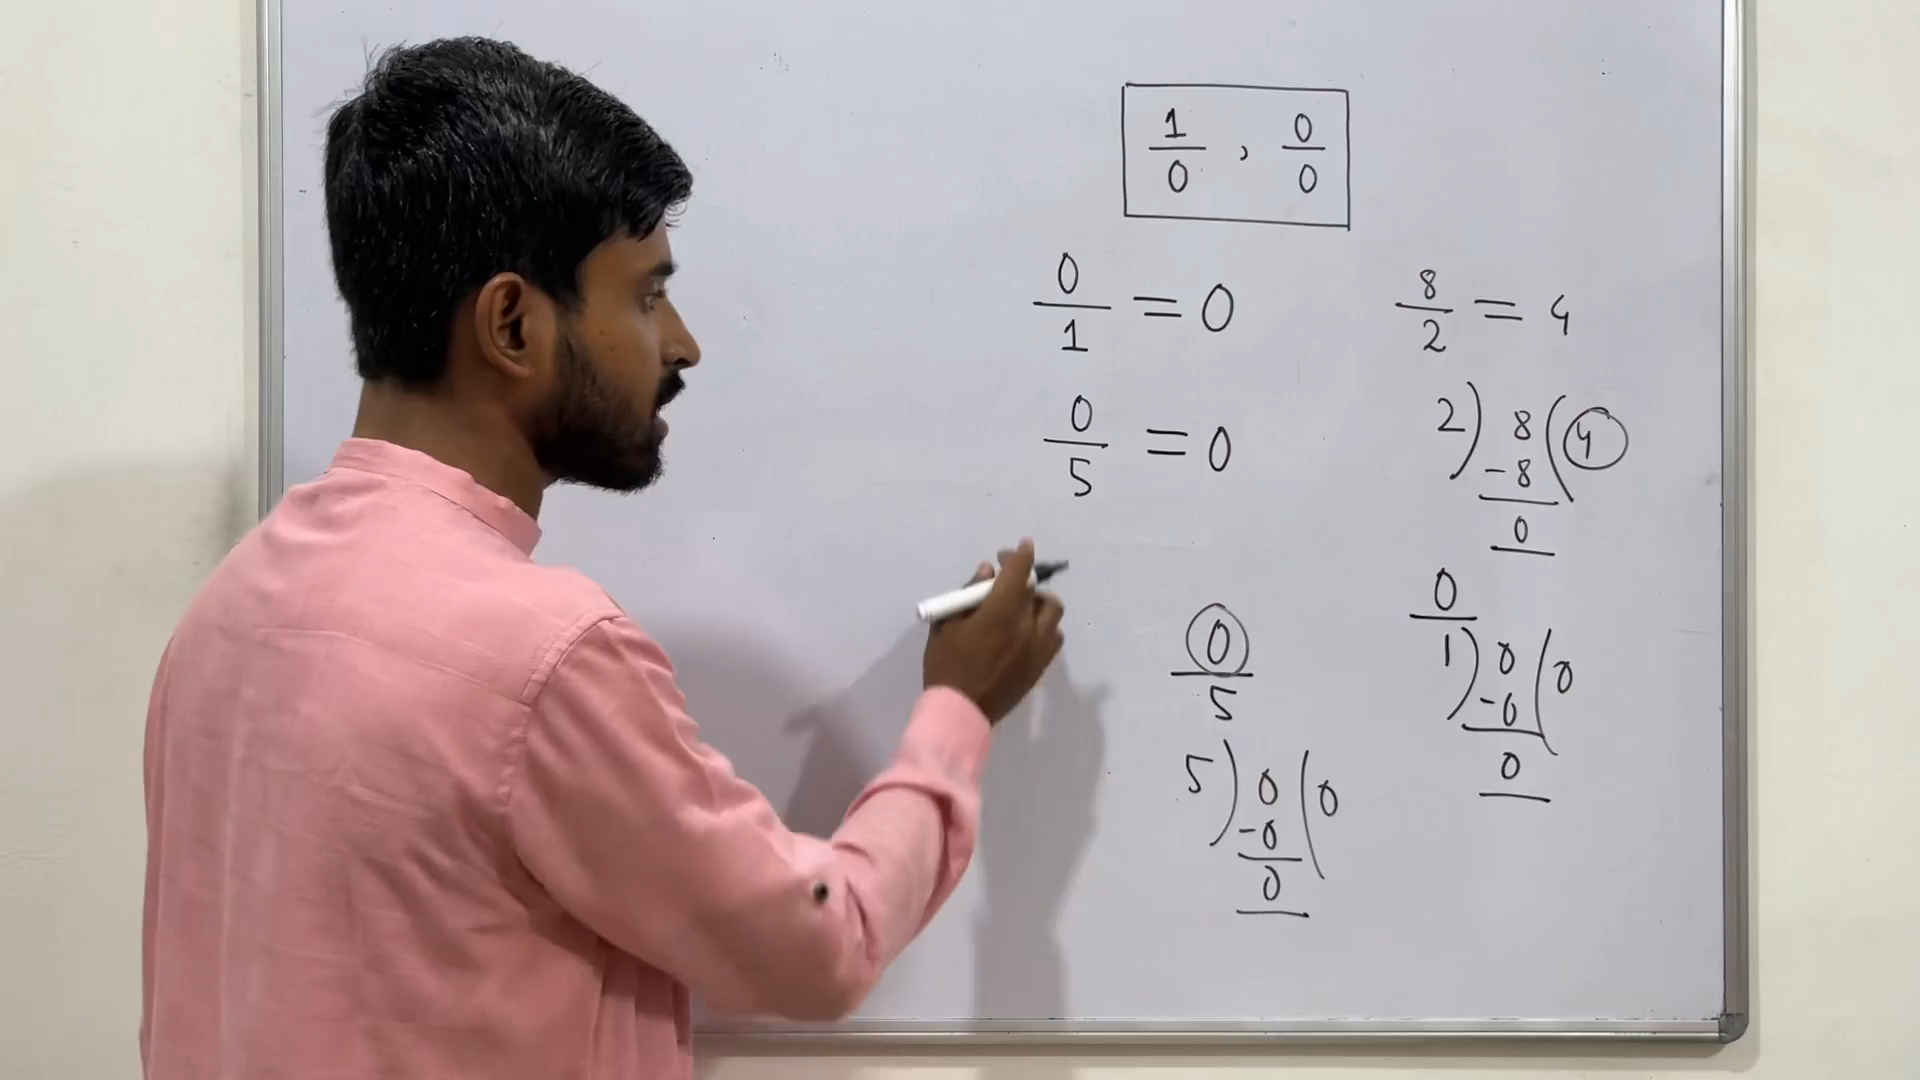 1/0 , 0/0
0/1 = 0
8/2 = 4
0/5 = 0
2) 8 (4
-8
0
0/5
0/1) 0 (0
-0
0
5) 0 (0
-0
0